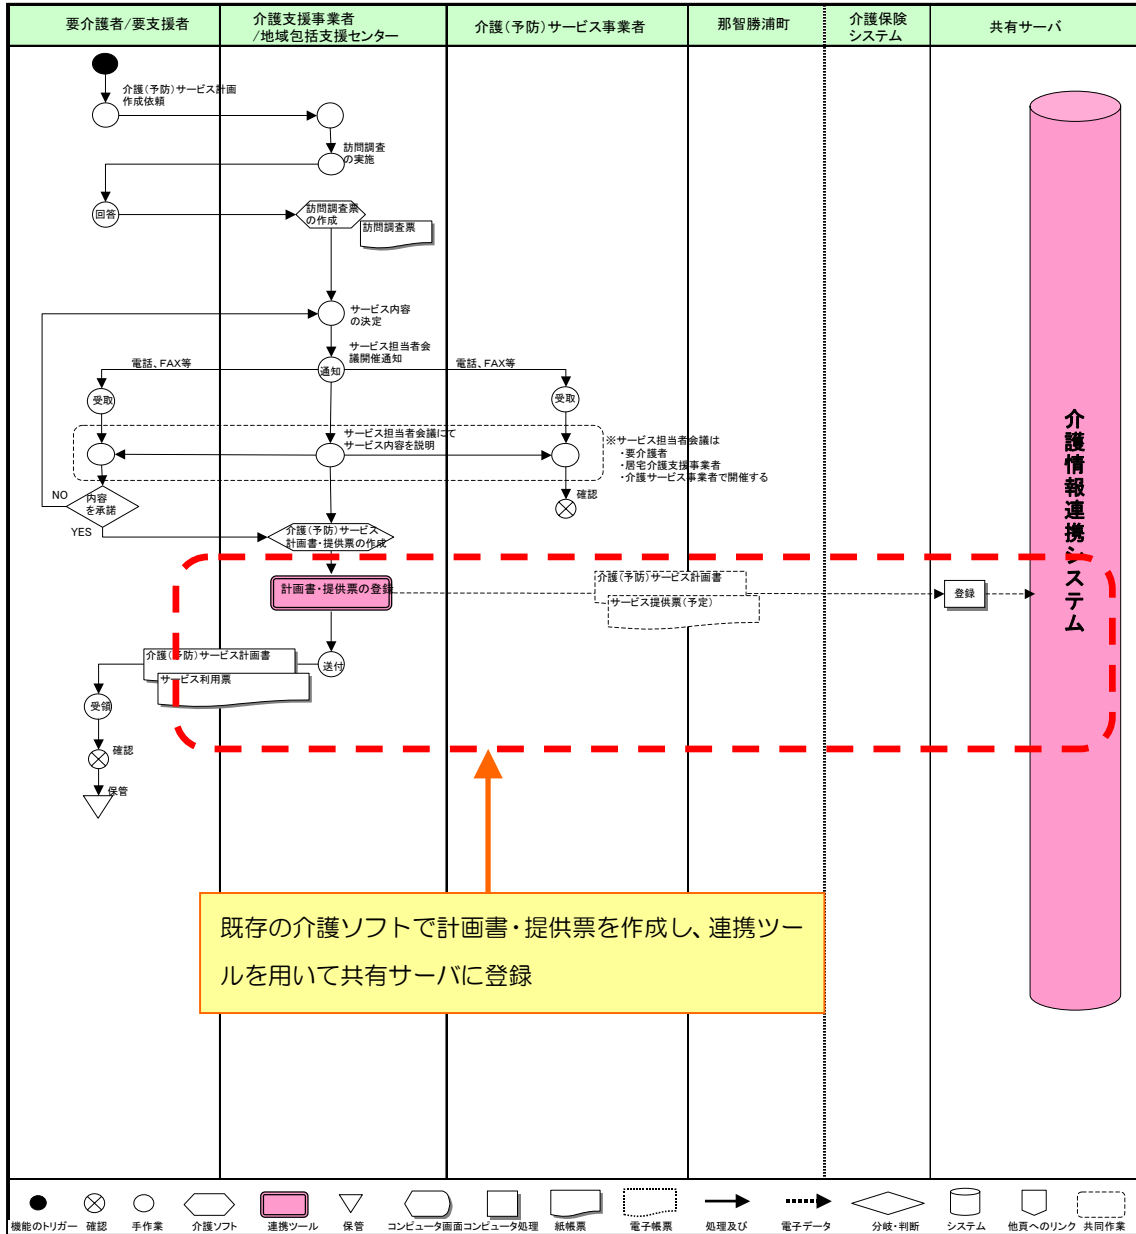 要介護者/要支援者
介護支援事業者
/地域包括支援センター
介護(予防)サービス事業者
那智勝浦町
介護保険
システム
共有サーバ
介護(予防)サービス計画
作成依頼
訪問調査
の実施
回答
訪問調査票
の作成
訪問調査票
サービス内容
の決定
サービス担当者会
議開催通知
電話、FAX等
通知
電話、FAX等
受取
受取
サービス担当者会議にて
サービス内容を説明
※サービス担当者会議は
・要介護者
・居宅介護支援事業者
・介護サービス事業者で開催する
NO
内容
を承諾
確認
YES
介護(予防)サービス
計画書・提供票の作成
計画書・提供票の登録
介護(予防)サービス計画書
サービス提供票(予定)
登録
介護情報連携システム
介護(予防)サービス計画書
サービス利用票
送付
受領
確認
保管
既存の介護ソフトで計画書・提供票を作成し、連携ツー
ルを用いて共有サーバに登録
機能のトリガー
確認
手作業
介護ソフト
連携ツール
保管
コンピュータ画面
コンピュータ処理
紙帳票
電子帳票
処理及び
電子データ
分岐・判断
システム
他頁へのリンク
共同作業